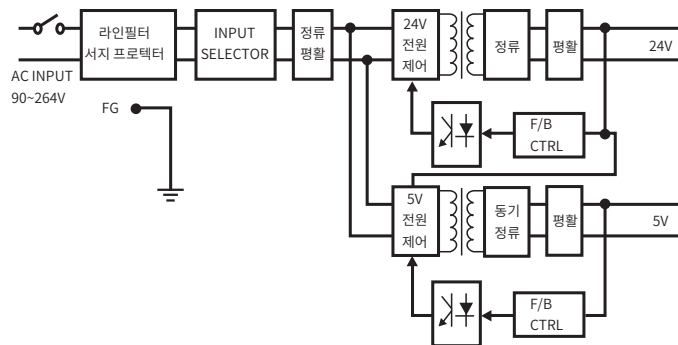 라인필터
서지 프로텍터
INPUT
SELECTOR
정류
평활
24V
전원
제어
정류
평활
24V
AC INPUT
90~264V
FG
F/B
CTRL
5V
전원
제어
동기
정류
평활
5V
F/B
CTRL